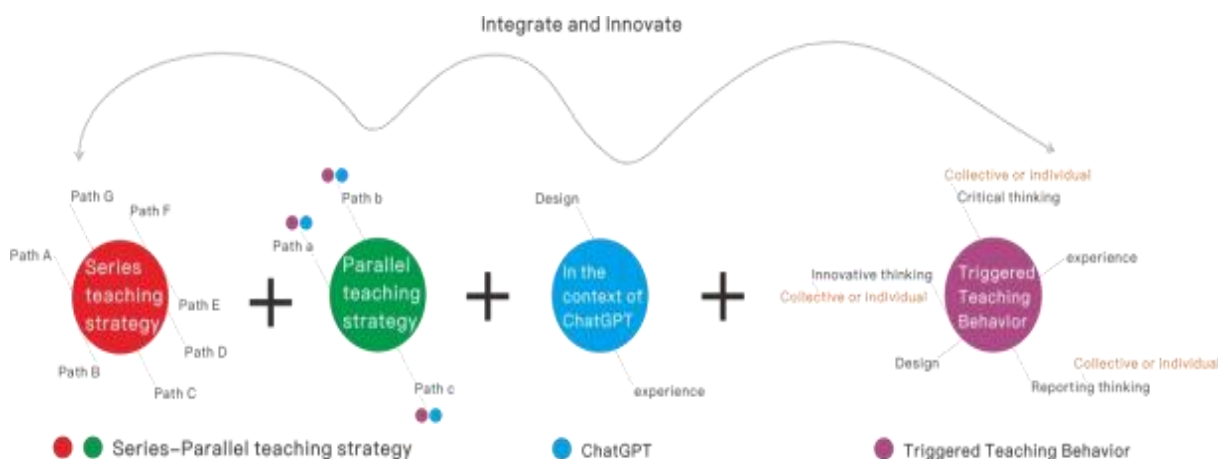 Integrate and Innovate
Path G
Path F
Path A
Series
teaching
strategy
Path E
Path D
Path B
Path C
Path b
Path a
Parallel
teaching
strategy
Path c
Design
In the
context of
ChatGPT
experience
Collective or individual
Critical thinking
experience
Innovative thinking
Collective or individual
Triggered
Teaching
Behavior
Design
Collective or individual
Reporting thinking
Series-Parallel teaching strategy
ChatGPT
Triggered Teaching Behavior